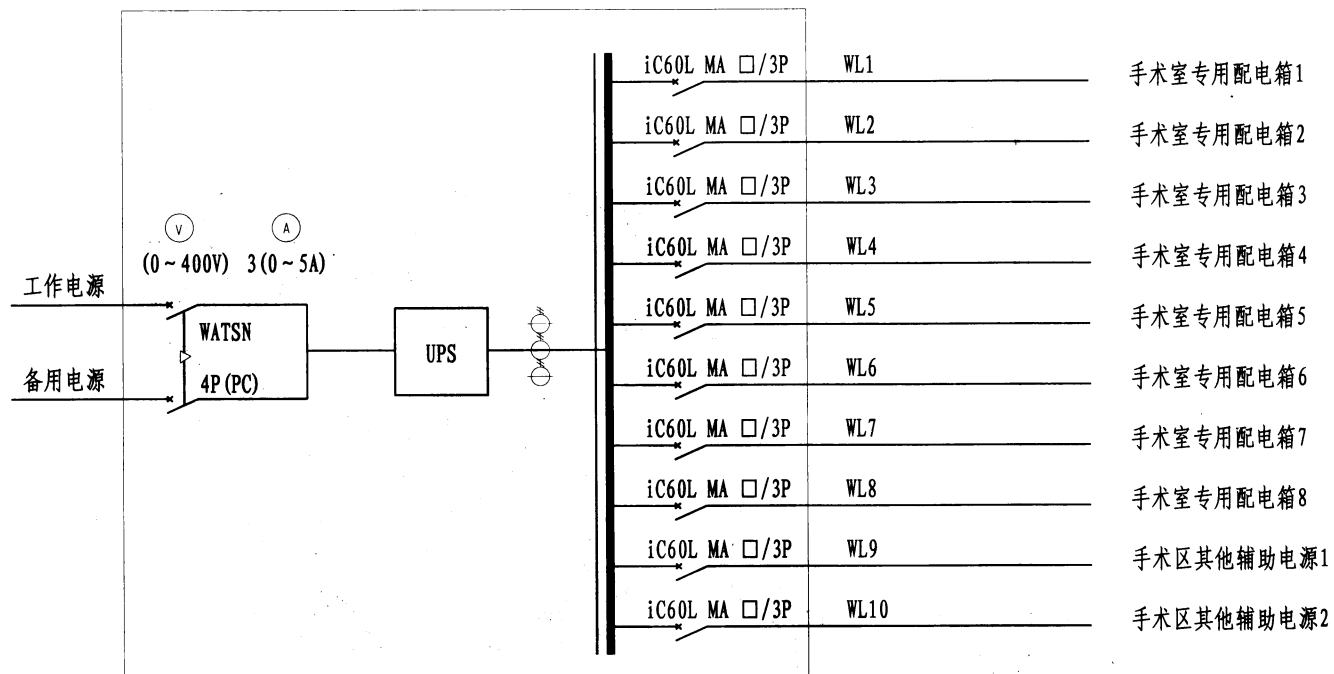 iC60L MA □/3P WL1 手术室专用配电箱1
iC60L MA □/3P WL2 手术室专用配电箱2
iC60L MA □/3P WL3 手术室专用配电箱3
V A
(0~400V) 3(0~5A)
iC60L MA □/3P WL4 手术室专用配电箱4
工作电源
iC60L MA □/3P WL5 手术室专用配电箱5
WATSN
UPS
备用电源
4P(PC)
iC60L MA □/3P WL6 手术室专用配电箱6
iC60L MA □/3P WL7 手术室专用配电箱7
iC60L MA □/3P WL8 手术室专用配电箱8
iC60L MA □/3P WL9 手术区其他辅助电源1
iC60L MA □/3P WL10 手术区其他辅助电源2